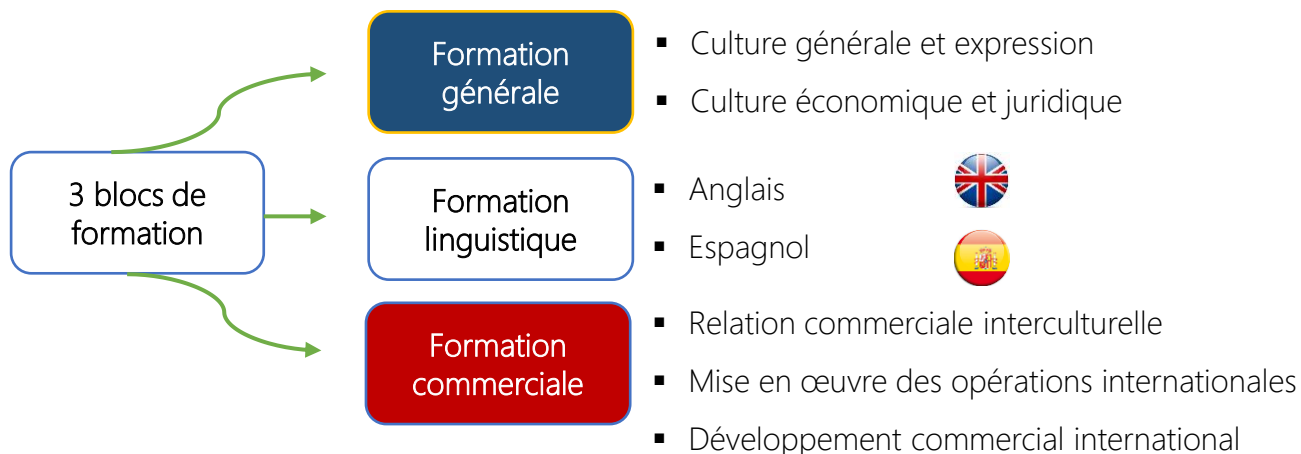 3 blocs de
formation
Formation
générale
▪ Culture générale et expression
▪ Culture économique et juridique
Formation
linguistique
▪ Anglais
▪ Espagnol
Formation
commerciale
▪ Relation commerciale interculturelle
▪ Mise en œuvre des opérations internationales
▪ Développement commercial international